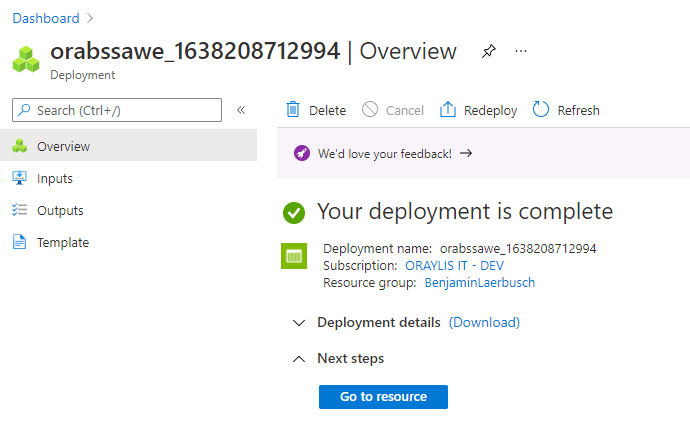 Dashboard
orabssawe_1638208712994 | Overview
Deployment
Search (Ctrl+/)
«
Delete
Cancel
Redeploy
Refresh
Overview
Inputs
Outputs
Template
We'd love your feedback! →
Your deployment is complete
Deployment name: orabssawe_1638208712994
Subscription: ORAYLIS IT - DEV
Resource group: BenjaminLaerbusch
Deployment details (Download)
Next steps
Go to resource